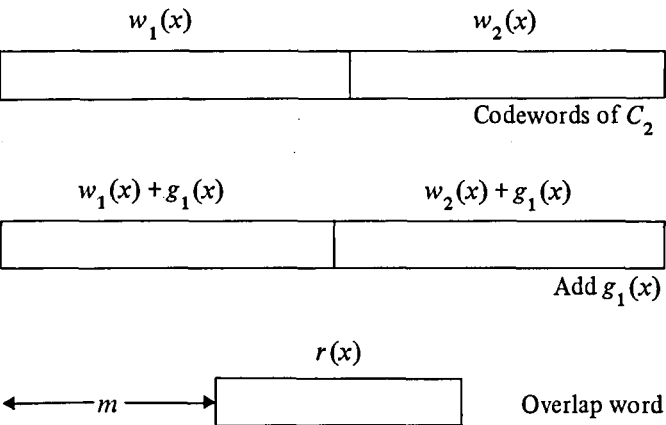 w₁(x) w₂(x)
Codewords of C₂
w₁(x) + g₁(x) w₂(x) + g₁(x)
Add g₁(x)
r(x)
m Overlap word